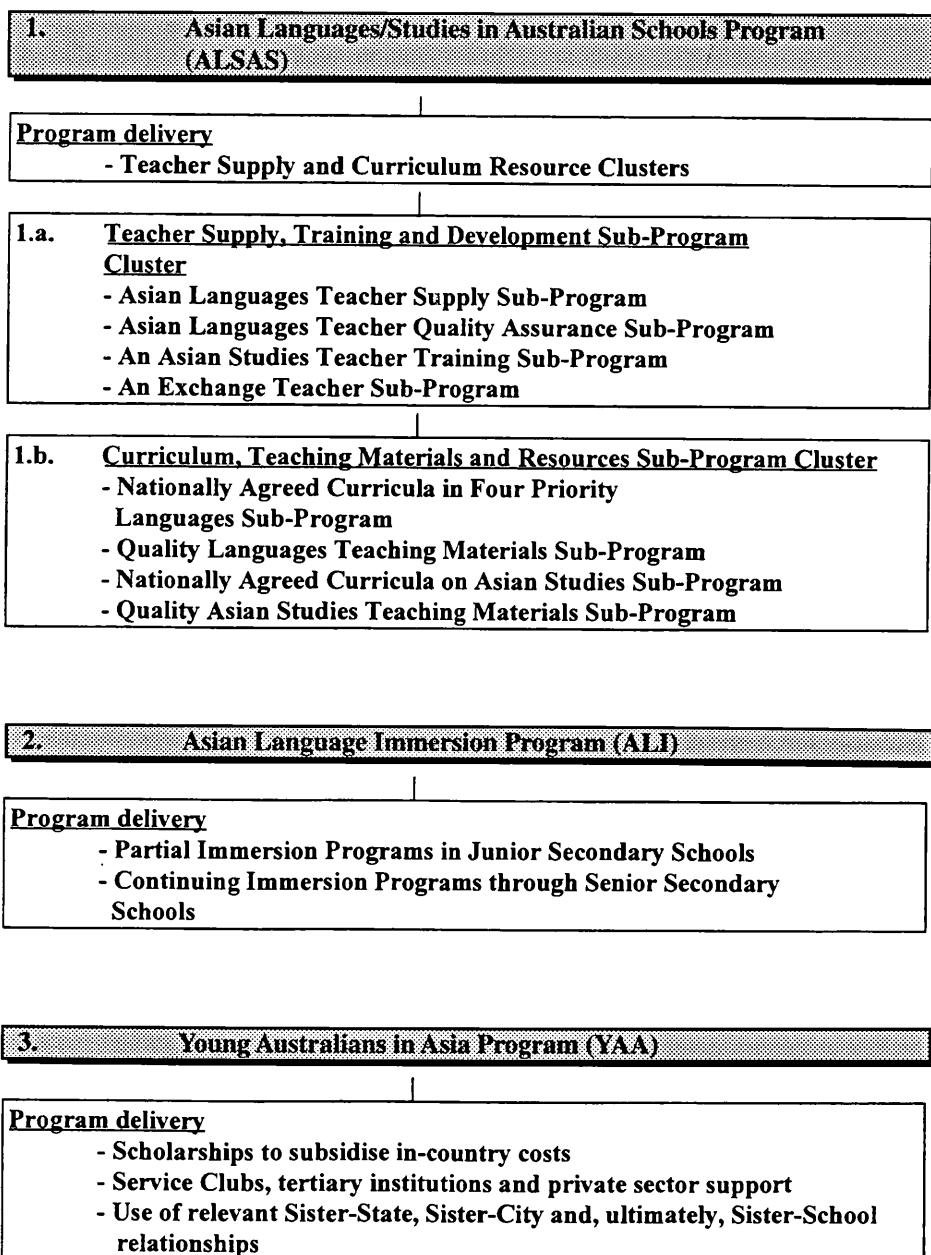 1. Asian Languages/Studies in Australian Schools Program
(ALSAS)
Program delivery
- Teacher Supply and Curriculum Resource Clusters
1.a. Teacher Supply, Training and Development Sub-Program
Cluster
- Asian Languages Teacher Supply Sub-Program
- Asian Languages Teacher Quality Assurance Sub-Program
- An Asian Studies Teacher Training Sub-Program
- An Exchange Teacher Sub-Program
1.b. Curriculum, Teaching Materials and Resources Sub-Program Cluster
- Nationally Agreed Curricula in Four Priority
Languages Sub-Program
- Quality Languages Teaching Materials Sub-Program
- Nationally Agreed Curricula on Asian Studies Sub-Program
- Quality Asian Studies Teaching Materials Sub-Program
2. Asian Language Immersion Program (ALI)
Program delivery
- Partial Immersion Programs in Junior Secondary Schools
- Continuing Immersion Programs through Senior Secondary
Schools
3. Young Australians in Asia Program (YAA)
Program delivery
- Scholarships to subsidise in-country costs
- Service Clubs, tertiary institutions and private sector support
- Use of relevant Sister-State, Sister-City and, ultimately, Sister-School
relationships